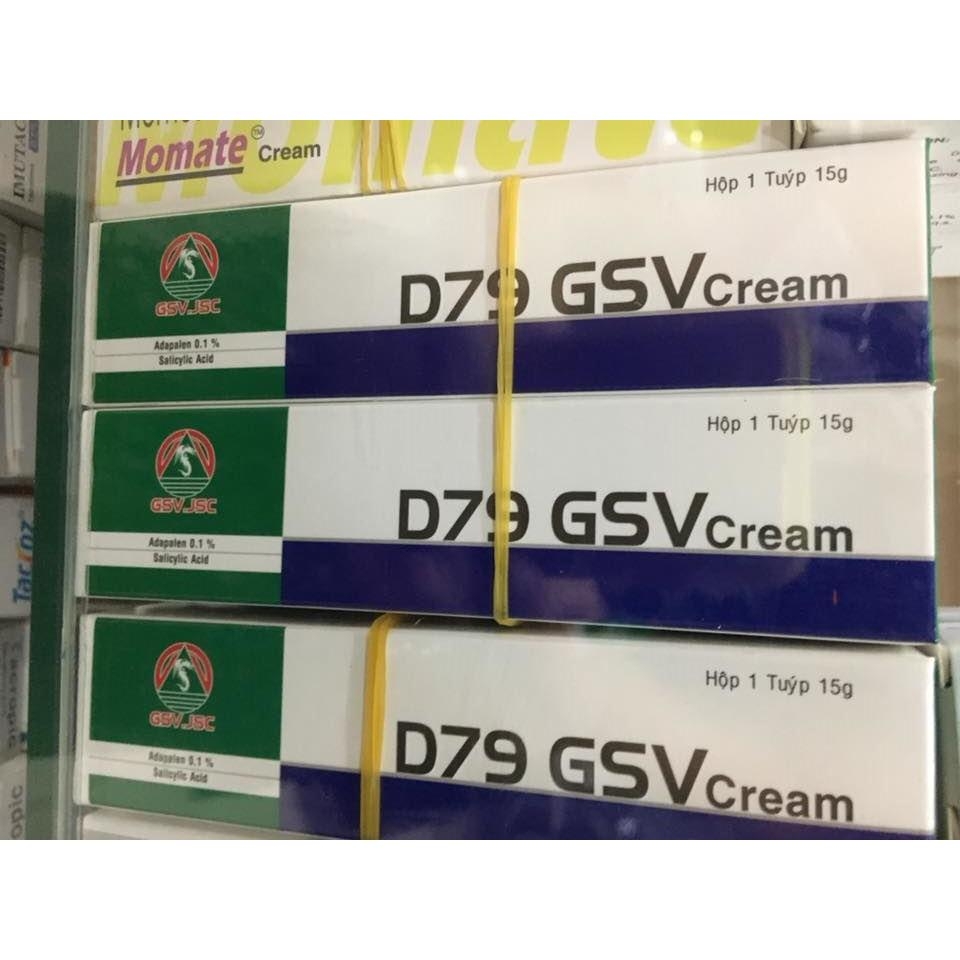 Momate™ Cream
IMUTAC
Hộp 1 Tuýp 15g
D79 GSV Cream
GSV.JSC
Adapalen 0.1 %
Salicylic Acid
Hộp 1 Tuýp 15g
D79 GSV Cream
GSV.JSC
Adapalen 0.1 %
Salicylic Acid
Hộp 1 Tuýp 15g
D79 GSV Cream
GSV.JSC
Adapalen 0.1 %
Salicylic Acid